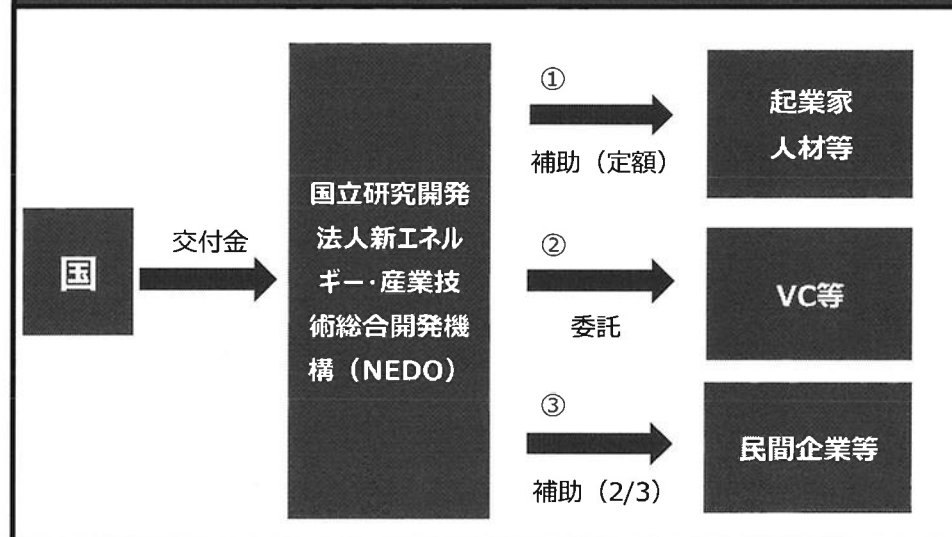 国
交付金
国立研究開発
法人新エネル
ギー・産業技
術総合開発機
構（NEDO）
①
補助（定額）
起業家
人材等
②
委託
VC等
③
補助（2/3）
民間企業等